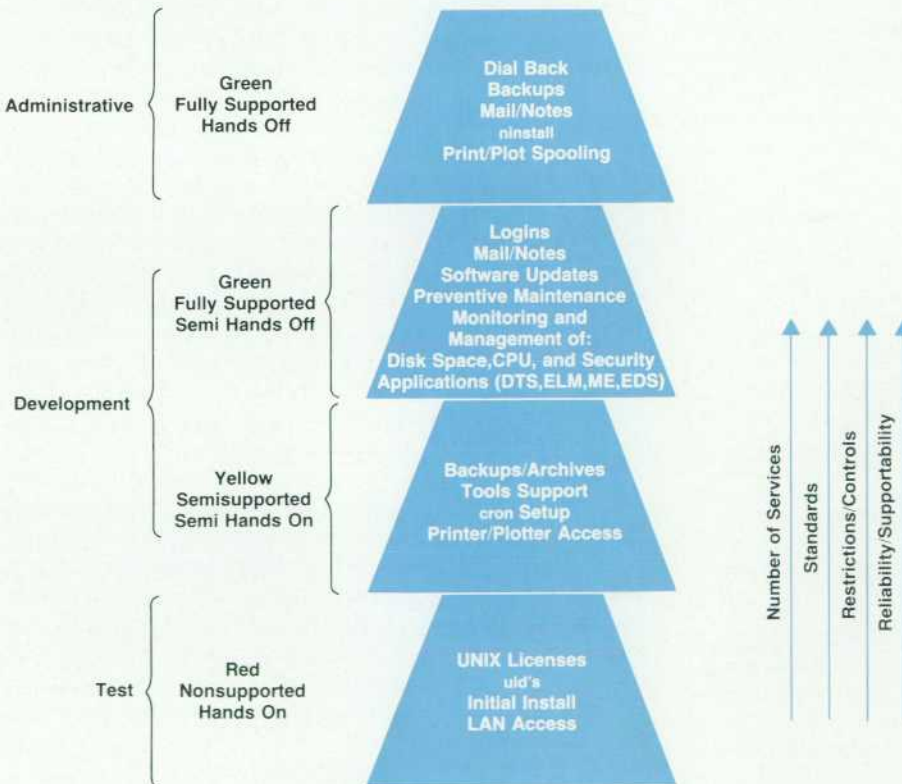 Administrative
Green
Fully Supported
Hands Off
Dial Back
Backups
Mail/Notes
ninstall
Print/Plot Spooling
Development
Green
Fully Supported
Semi Hands Off
Logins
Mail/Notes
Software Updates
Preventive Maintenance
Monitoring and
Management of:
Disk Space,CPU, and Security
Applications (DTS,ELM,ME,EDS)
Yellow
Semisupported
Semi Hands On
Backups/Archives
Tools Support
cron Setup
Printer/Plotter Access
Test
Red
Nonsupported
Hands On
UNIX Licenses
uid's
Initial Install
LAN Access
Number of Services
Standards
Restrictions/Controls
Reliability/Supportability